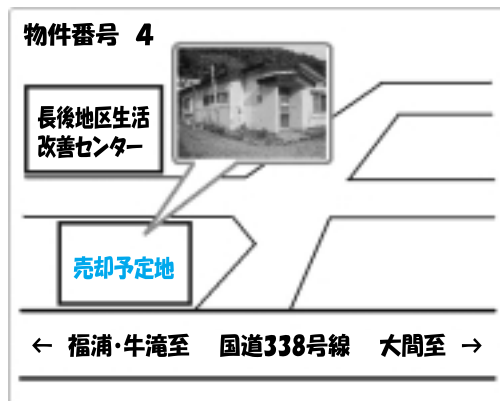 物件番号 4
長後地区生活
改善センター
売却予定地
← 福浦・牛滝至 国道338号線 大間至 →